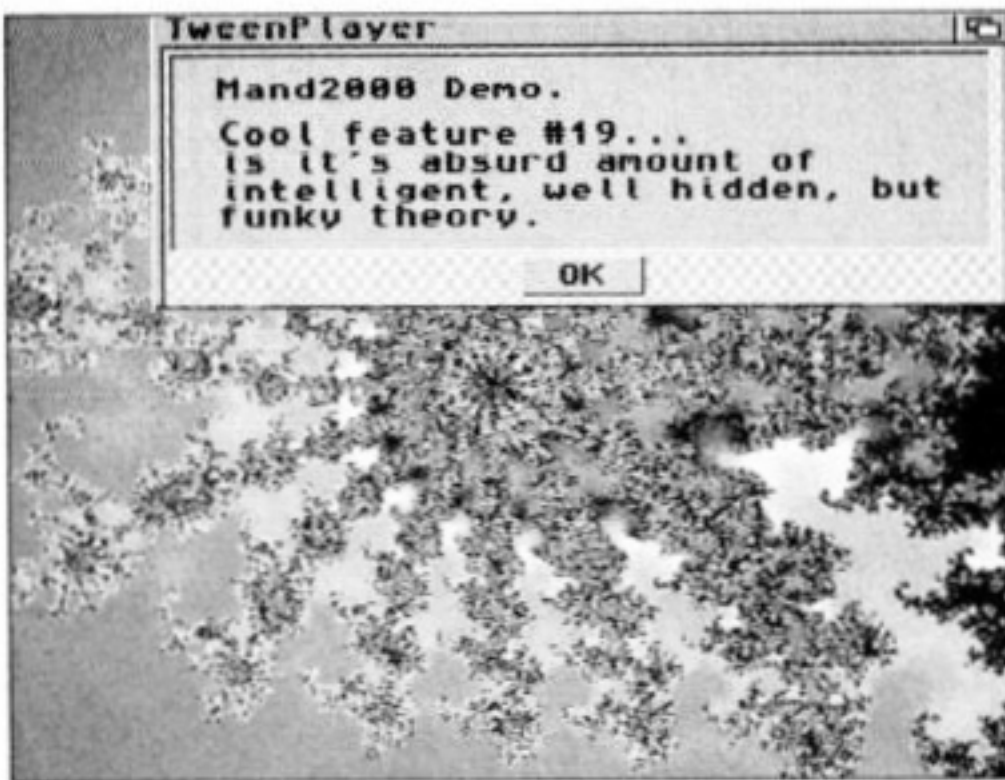 TweenPlayer
Mand2000 Demo.
Cool feature #19...
is it's absurd amount of
intelligent, well hidden, but
funky theory.
OK